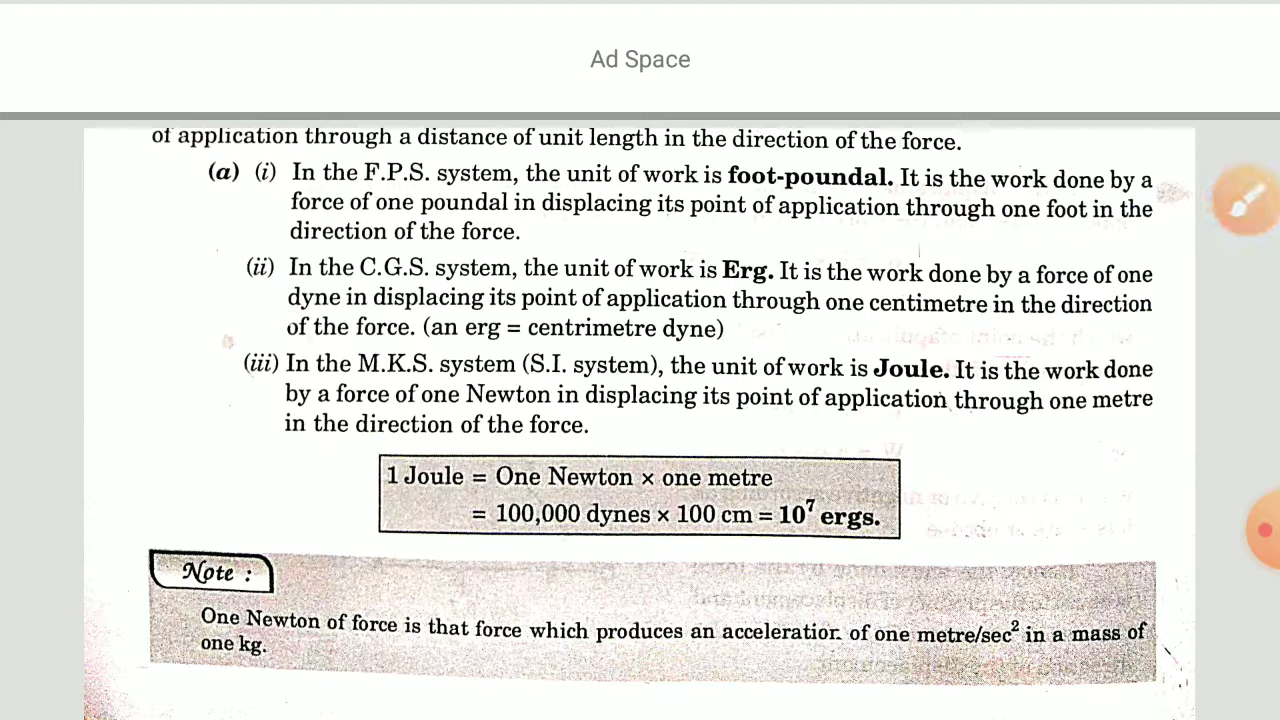 Ad Space
of application through a distance of unit length in the direction of the force.
(a) (i) In the F.P.S. system, the unit of work is foot-poundal. It is the work done by a
force of one poundal in displacing its point of application through one foot in the
direction of the force.
(ii) In the C.G.S. system, the unit of work is Erg. It is the work done by a force of one
dyne in displacing its point of application through one centimetre in the direction
of the force. (an erg = centrimetre dyne)
(iii) In the M.K.S. system (S.I. system), the unit of work is Joule. It is the work done
by a force of one Newton in displacing its point of application through one metre
in the direction of the force.
1 Joule = One Newton × one metre
= 100,000 dynes × 100 cm = 10⁷ ergs.
Note :
One Newton of force is that force which produces an acceleration of one metre/sec² in a mass of
one kg.